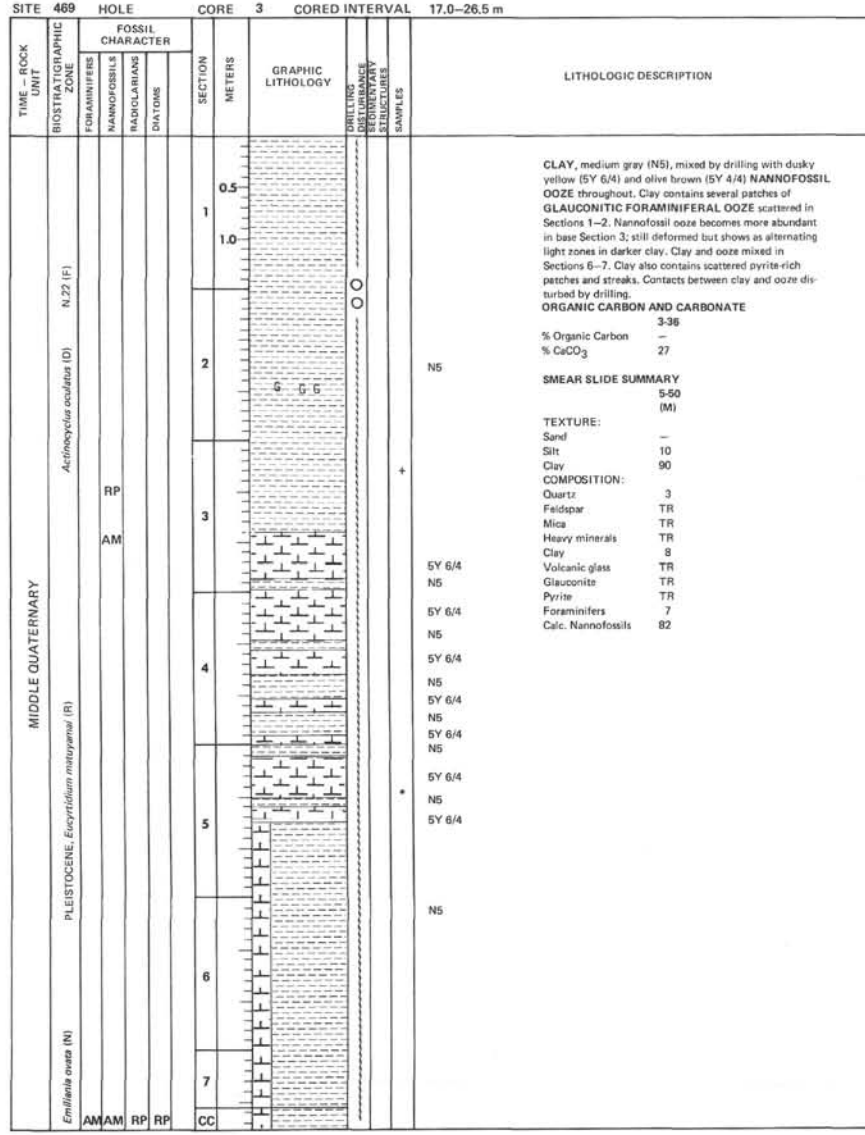 SITE 469 HOLE CORE 3 CORED INTERVAL 17.0–26.5 m
TIME – ROCK UNIT
BIOSTRATIGRAPHIC ZONE
FOSSIL CHARACTER
FORAMINIFERS
NANNOFOSSILS
RADIOLARIANS
DIATOMS
SECTION
METERS
GRAPHIC LITHOLOGY
DRILLING DISTURBANCE
SEDIMENTARY STRUCTURES
SAMPLES
LITHOLOGIC DESCRIPTION
MIDDLE QUATERNARY
N.22 (F)
Actinocyclus oculatus (D)
PLEISTOCENE, Eucyrtidium matuyamai (R)
Emiliania ovata (N)
RP
AM
AM AM RP RP
1
0.5
1.0
2
G G G
3
4
5
6
7
CC
+
*
N5
5Y 6/4
N5
5Y 6/4
N5
5Y 6/4
N5
5Y 6/4
N5
5Y 6/4
N5
5Y 6/4
N5
5Y 6/4
N5
CLAY, medium gray (N5), mixed by drilling with dusky
yellow (5Y 6/4) and olive brown (5Y 4/4) NANNOFOSSIL
OOZE throughout. Clay contains several patches of
GLAUCONITIC FORAMINIFERAL OOZE scattered in
Sections 1–2. Nannofossil ooze becomes more abundant
in base Section 3; still deformed but shows as alternating
light zones in darker clay. Clay and ooze mixed in
Sections 6–7. Clay also contains scattered pyrite-rich
patches and streaks. Contacts between clay and ooze dis-
turbed by drilling.
ORGANIC CARBON AND CARBONATE
3-36
% Organic Carbon –
% CaCO3 27
SMEAR SLIDE SUMMARY
5-50
(M)
TEXTURE:
Sand –
Silt 10
Clay 90
COMPOSITION:
Quartz 3
Feldspar TR
Mica TR
Heavy minerals TR
Clay 8
Volcanic glass TR
Glauconite TR
Pyrite TR
Foraminifers 7
Calc. Nannofossils 82